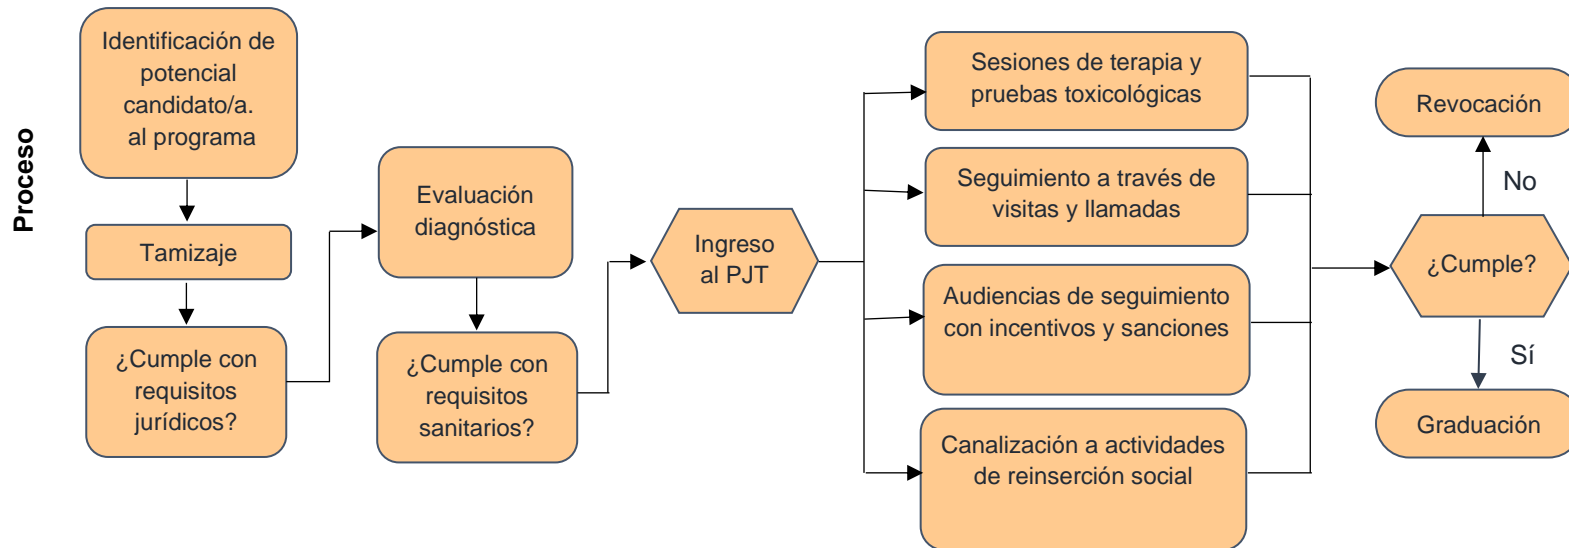 Proceso
Identificación de
potencial
candidato/a.
al programa
Tamizaje
¿Cumple con
requisitos
jurídicos?
Evaluación
diagnóstica
¿Cumple con
requisitos
sanitarios?
Ingreso
al PJT
Sesiones de terapia y
pruebas toxicológicas
Seguimiento a través de
visitas y llamadas
Audiencias de seguimiento
con incentivos y sanciones
Canalización a actividades
de reinserción social
Revocación
No
¿Cumple?
Sí
Graduación